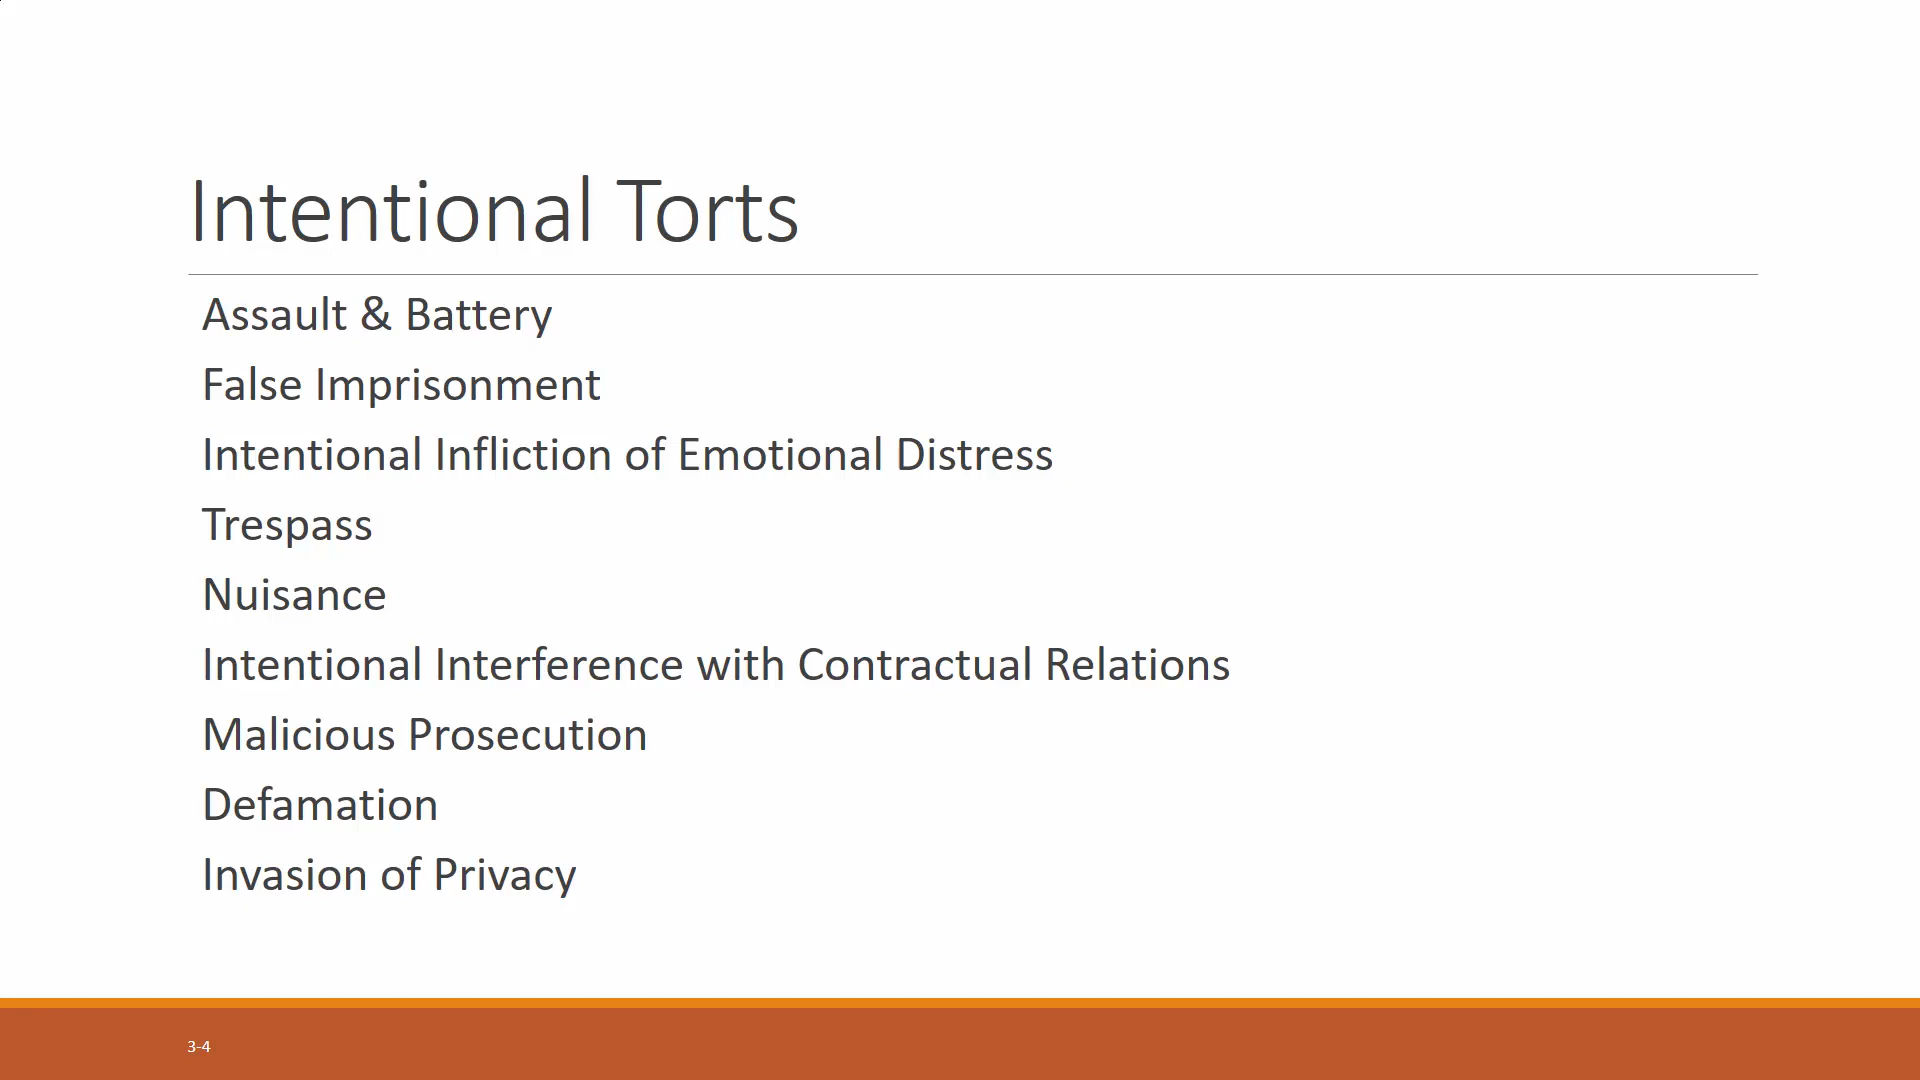 Intentional Torts
Assault & Battery
False Imprisonment
Intentional Infliction of Emotional Distress
Trespass
Nuisance
Intentional Interference with Contractual Relations
Malicious Prosecution
Defamation
Invasion of Privacy
3-4